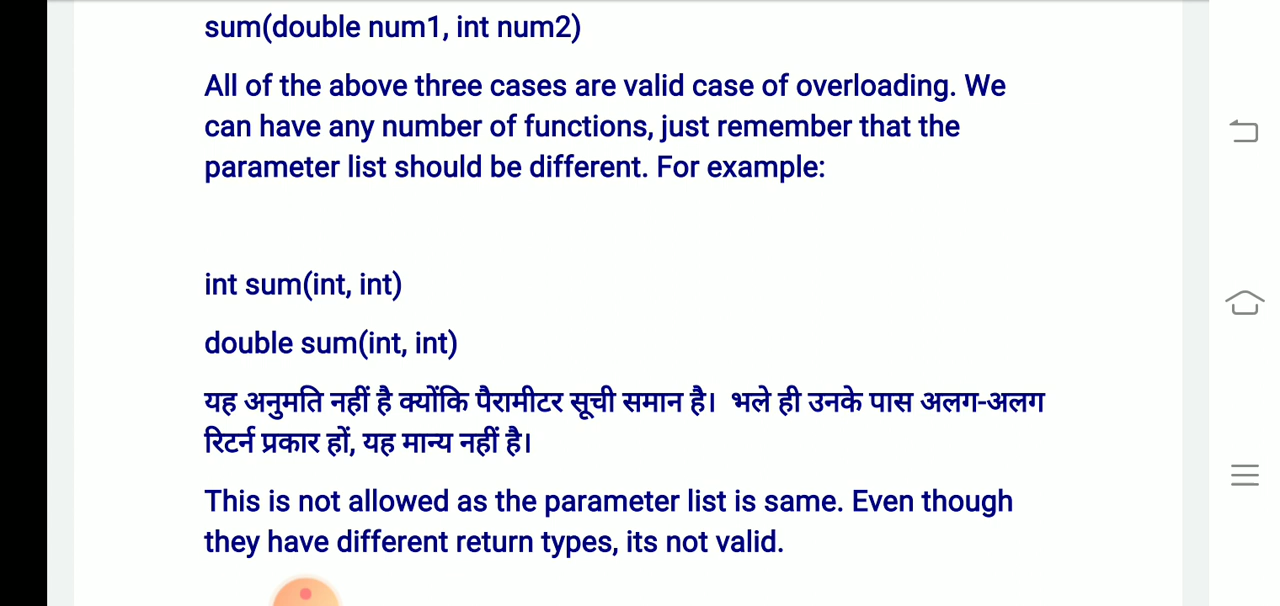 sum(double num1, int num2)
All of the above three cases are valid case of overloading. We
can have any number of functions, just remember that the
parameter list should be different. For example:
int sum(int, int)
double sum(int, int)
यह अनुमति नहीं है क्योंकि पैरामीटर सूची समान है। भले ही उनके पास अलग-अलग
रिटर्न प्रकार हों, यह मान्य नहीं है।
This is not allowed as the parameter list is same. Even though
they have different return types, its not valid.